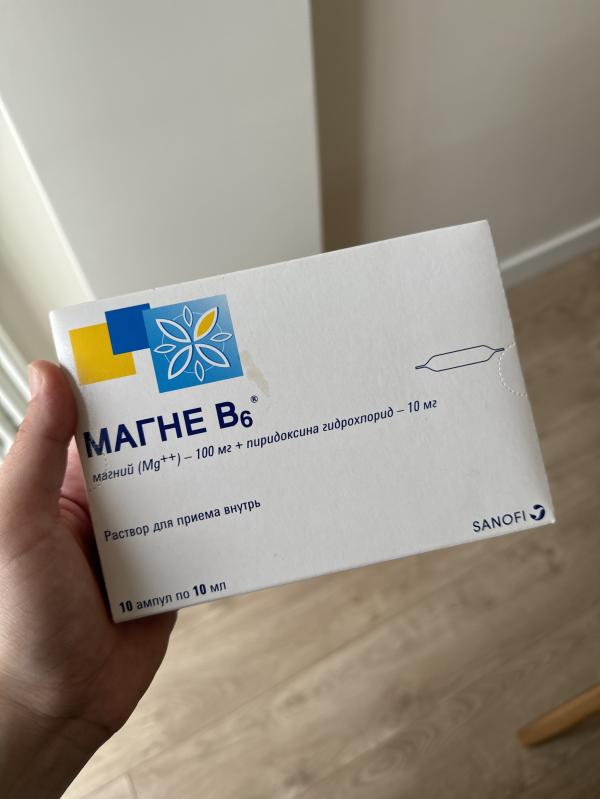 МАГНЕ B6®
магний (Mg++) – 100 мг + пиридоксина гидрохлорид – 10 мг
Раствор для приема внутрь
SANOFI
10 ампул по 10 мл